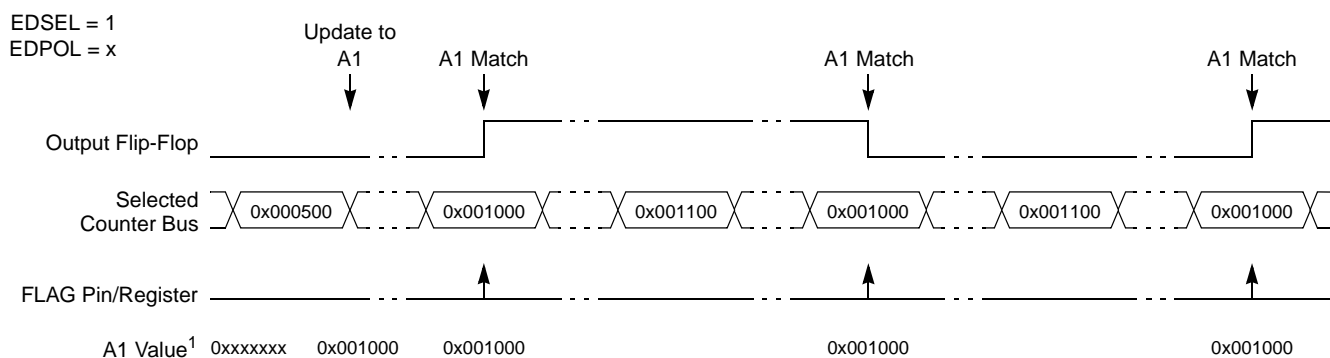 EDSEL = 1
EDPOL = x
Update to
A1
A1 Match
A1 Match
A1 Match
Output Flip-Flop
Selected
Counter Bus
0x000500
0x001000
0x001100
0x001000
0x001100
0x001000
FLAG Pin/Register
A1 Value1 0xxxxxxx 0x001000 0x001000 0x001000 0x001000